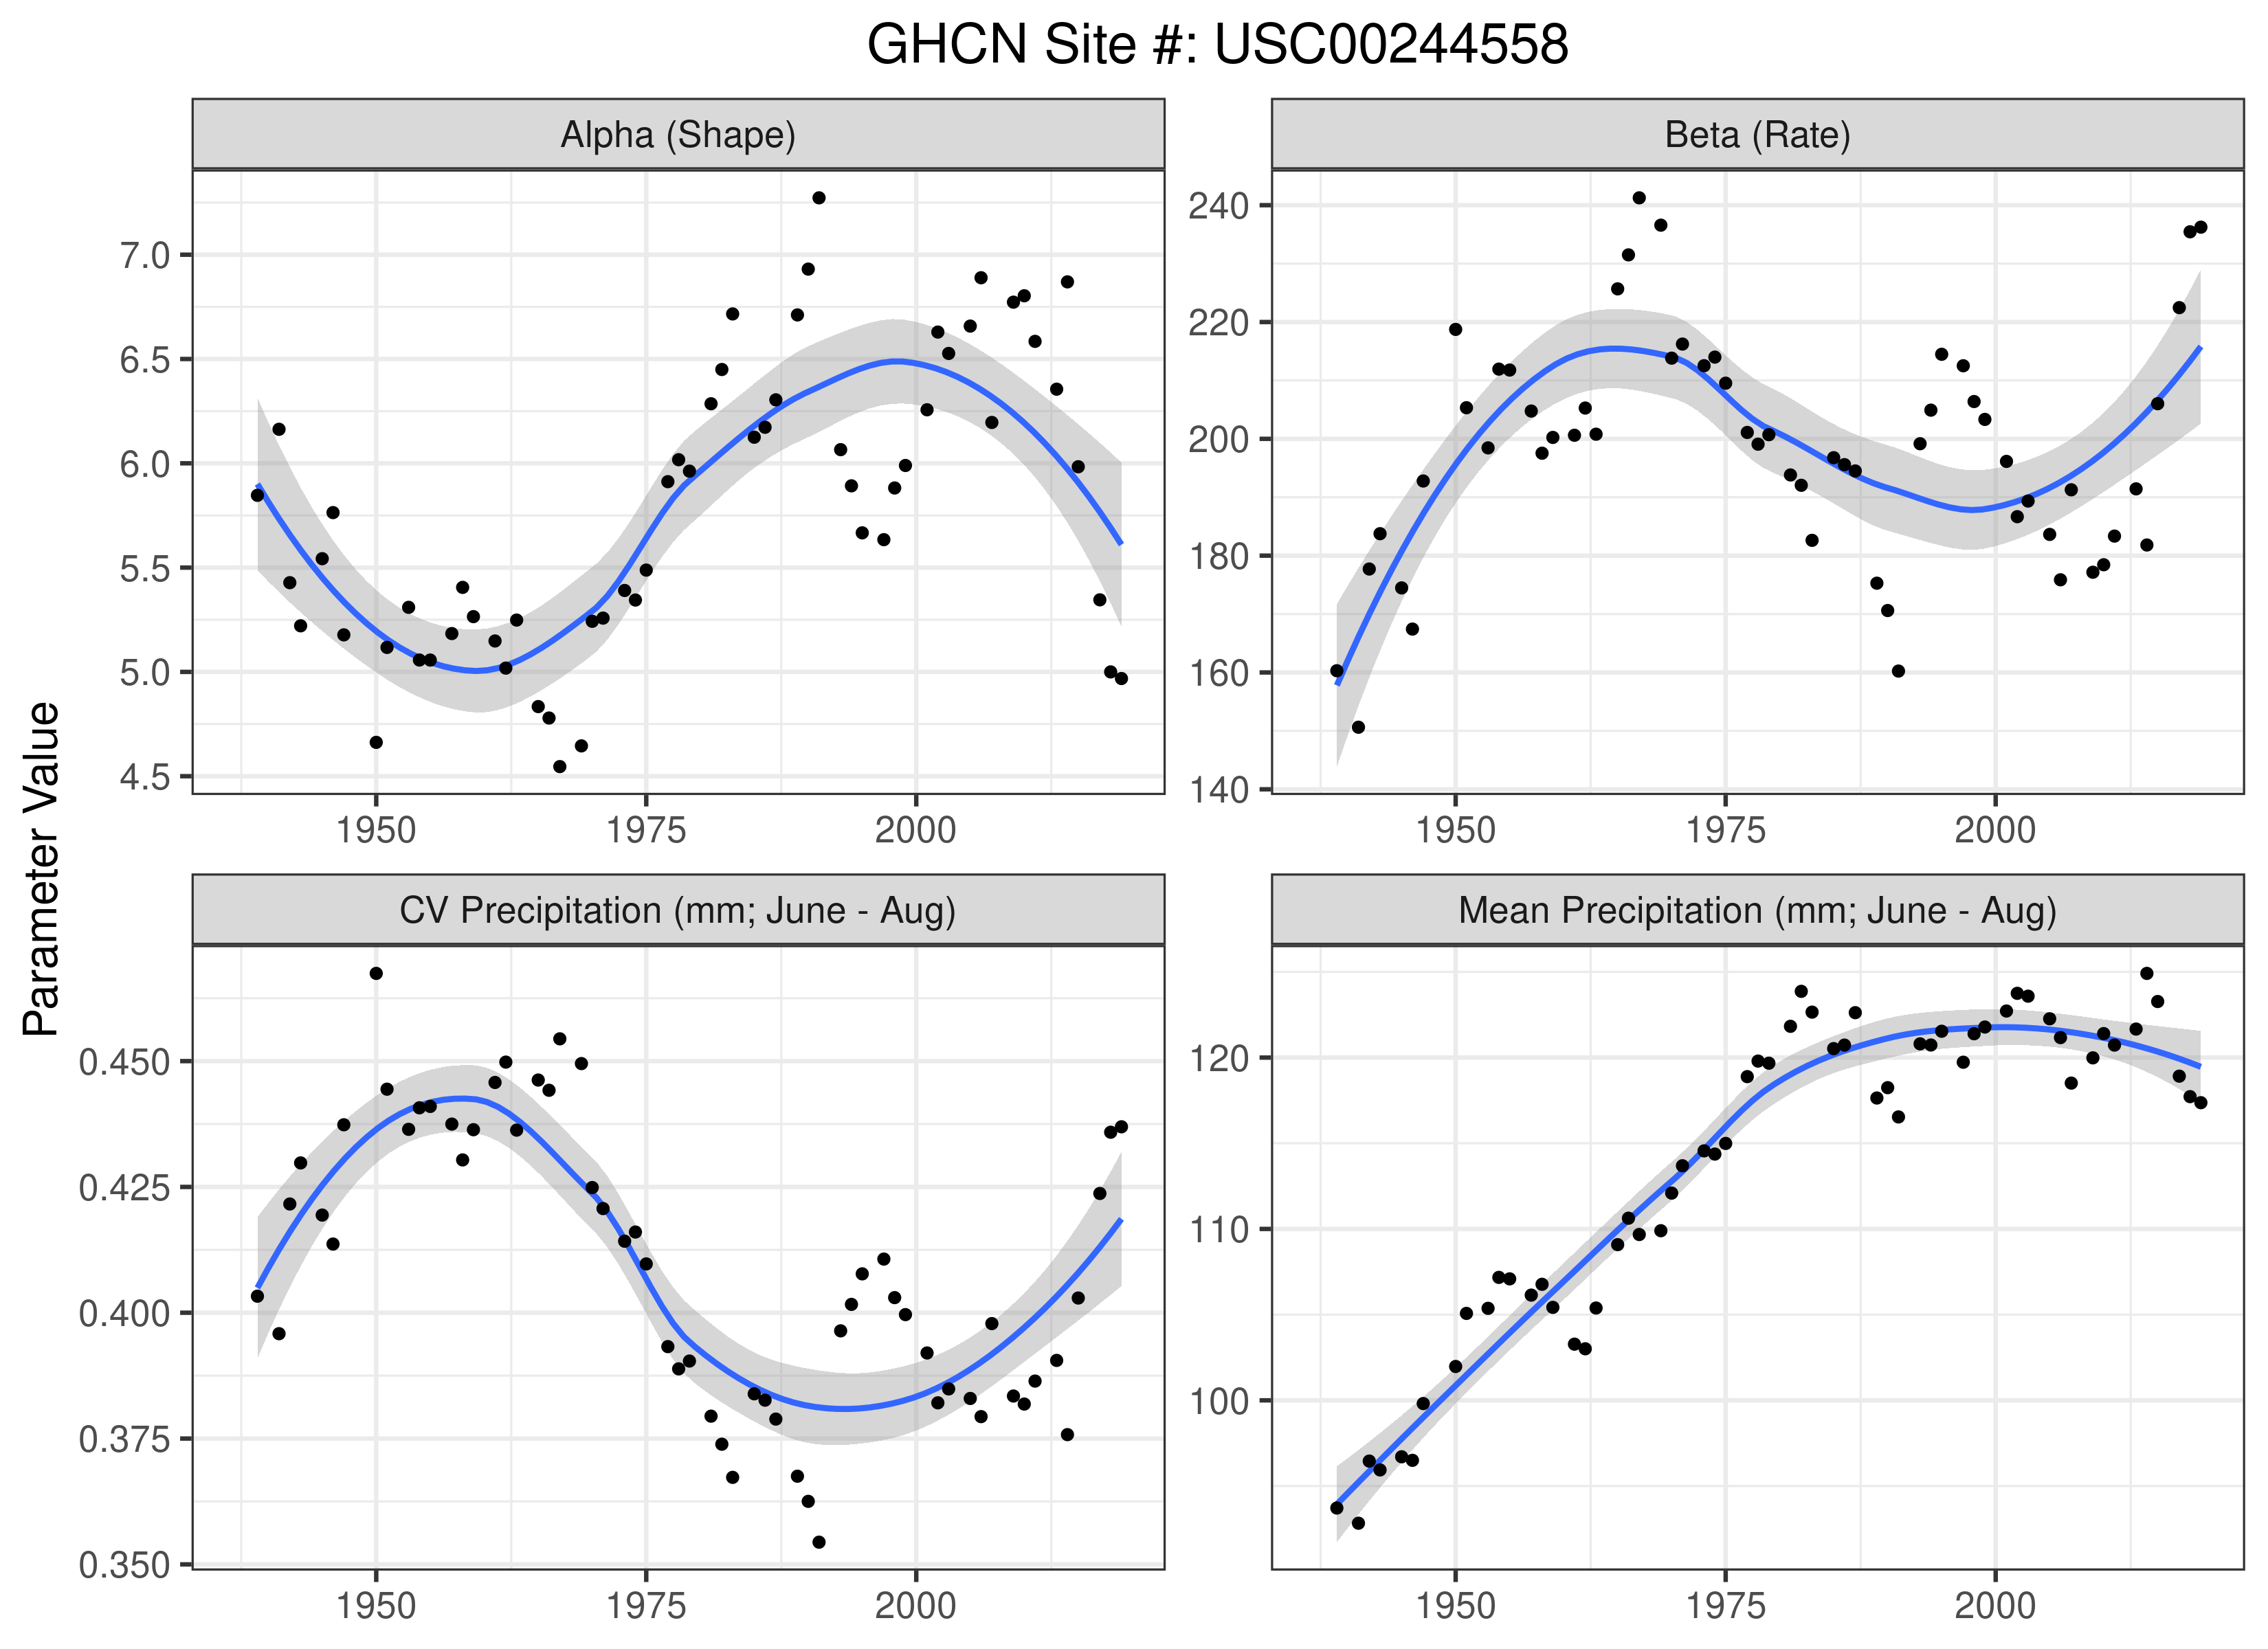 GHCN Site #: USC00244558
Parameter Value
Alpha (Shape)
7.0
6.5
6.0
5.5
5.0
4.5
1950 1975 2000
Beta (Rate)
240
220
200
180
160
140
1950 1975 2000
CV Precipitation (mm; June - Aug)
0.450
0.425
0.400
0.375
0.350
1950 1975 2000
Mean Precipitation (mm; June - Aug)
120
110
100
1950 1975 2000